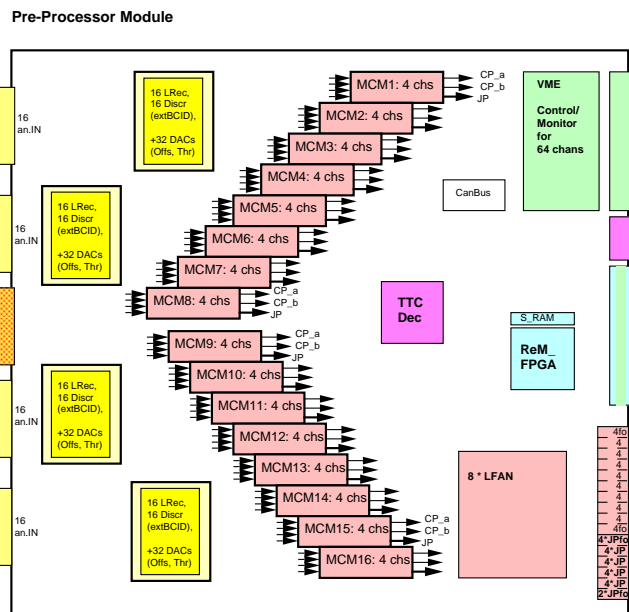 Pre-Processor Module
16
an.IN
16 LRec,
16 Discr
(extBCID),
+32 DACs
(Offs, Thr)
MCM1: 4 chs
CP_a
CP_b
JP
MCM2: 4 chs
MCM3: 4 chs
MCM4: 4 chs
MCM5: 4 chs
MCM6: 4 chs
MCM7: 4 chs
MCM8: 4 chs
CP_a
CP_b
JP
VME
Control/
Monitor
for
64 chans
CanBus
16
an.IN
16 LRec,
16 Discr
(extBCID),
+32 DACs
(Offs, Thr)
TTC
Dec
S_RAM
ReM_
FPGA
MCM9: 4 chs
CP_a
CP_b
JP
MCM10: 4 chs
MCM11: 4 chs
MCM12: 4 chs
MCM13: 4 chs
MCM14: 4 chs
MCM15: 4 chs
CP_a
CP_b
JP
MCM16: 4 chs
16
an.IN
16 LRec,
16 Discr
(extBCID),
+32 DACs
(Offs, Thr)
16
an.IN
16 LRec,
16 Discr
(extBCID),
+32 DACs
(Offs, Thr)
8 * LFAN
4fo
4
4
4
4
4
4
4
4fo
4*JPfo
4*JP
4*JP
4*JP
2*JPfo